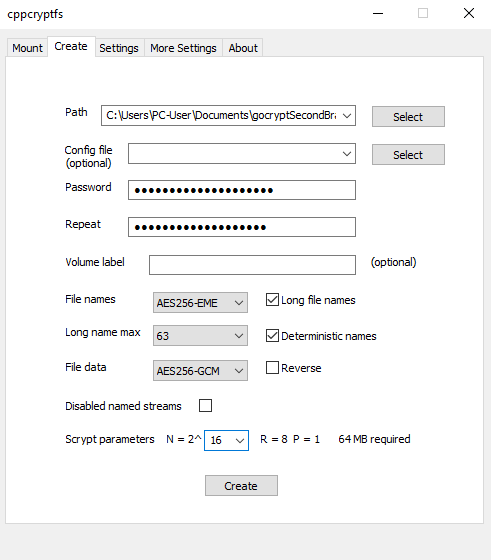 cppcryptfs
Mount Create Settings More Settings About
Path C:\Users\PC-User\Documents\gocryptSecondBra Select
Config file
(optional) Select
Password ●●●●●●●●●●●●●●●●●●●●
Repeat ●●●●●●●●●●●●●●●●●●●
Volume label (optional)
File names AES256-EME Long file names
Long name max 63 Deterministic names
File data AES256-GCM Reverse
Disabled named streams
Scrypt parameters N = 2^ 16 R = 8 P = 1 64 MB required
Create